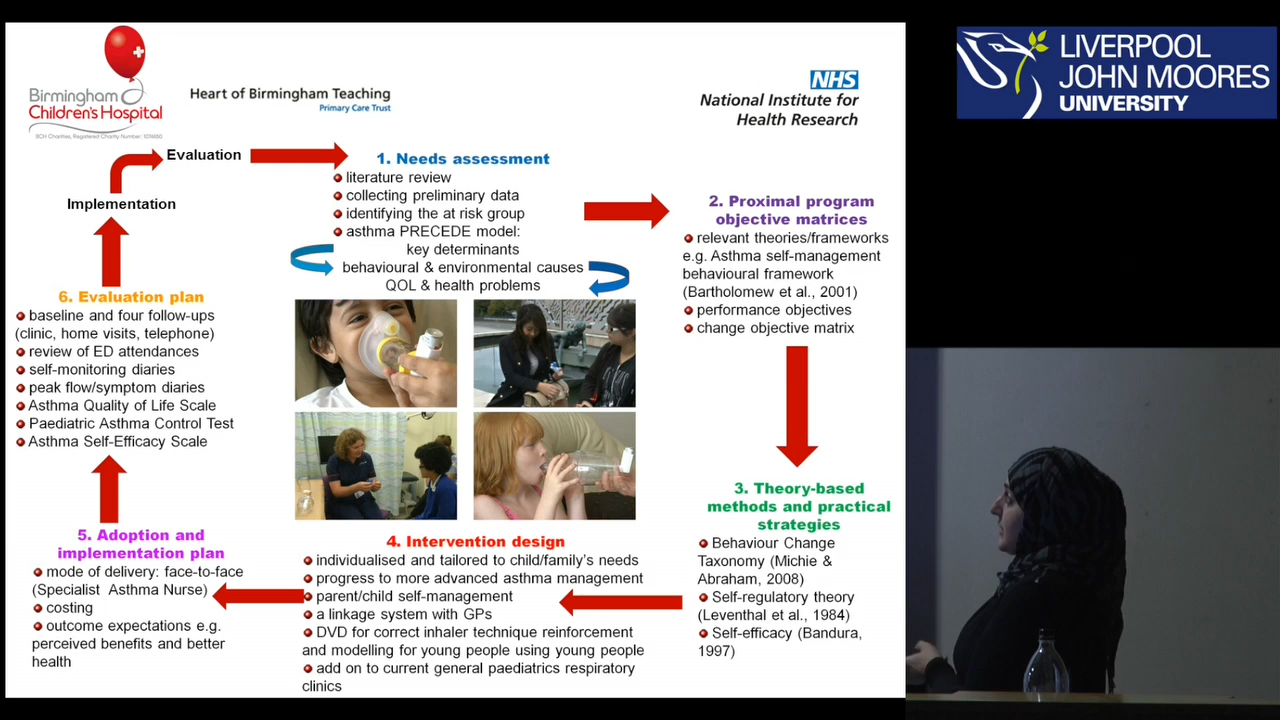 Birmingham
Children's Hospital
BCH Charities, Registered Charity Number:
Heart of Birmingham Teaching
Primary Care Trust
NHS
National Institute for
Health Research
LIVERPOOL
JOHN MOORES
UNIVERSITY
Evaluation
Implementation
1. Needs assessment
literature review
collecting preliminary data
identifying the at risk group
asthma PRECEDE model:
key determinants
behavioural & environmental causes
QOL & health problems
2. Proximal program
objective matrices
relevant theories/frameworks
e.g. Asthma self-management
behavioural framework
(Bartholomew et al., 2001)
performance objectives
change objective matrix
3. Theory-based
methods and practical
strategies
Behaviour Change
Taxonomy (Michie &
Abraham, 2008)
Self-regulatory theory
(Leventhal et al., 1984)
Self-efficacy (Bandura,
1997)
4. Intervention design
individualised and tailored to child/family's needs
progress to more advanced asthma management
parent/child self-management
a linkage system with GPs
DVD for correct inhaler technique reinforcement
and modelling for young people using young people
add on to current general paediatrics respiratory
clinics
5. Adoption and
implementation plan
mode of delivery: face-to-face
(Specialist Asthma Nurse)
costing
outcome expectations e.g.
perceived benefits and better
health
6. Evaluation plan
baseline and four follow-ups
(clinic, home visits, telephone)
review of ED attendances
self-monitoring diaries
peak flow/symptom diaries
Asthma Quality of Life Scale
Paediatric Asthma Control Test
Asthma Self-Efficacy Scale